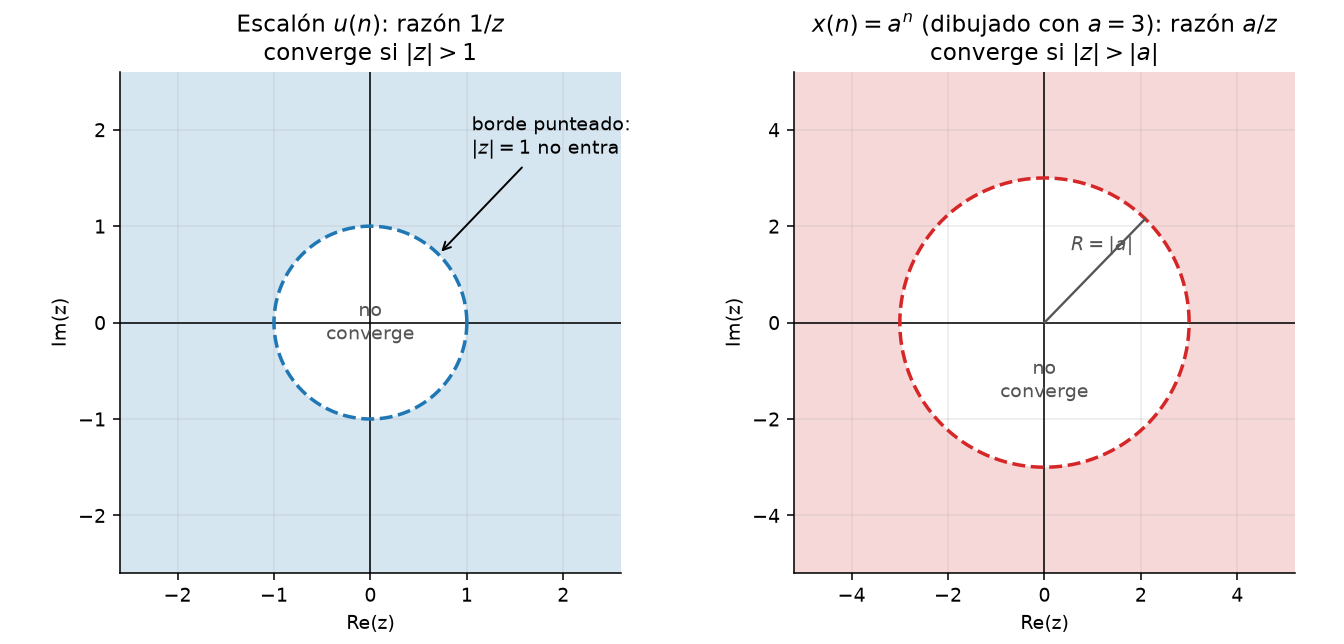 Escalón u(n): razón 1/z
converge si |z| > 1
borde punteado:
|z| = 1 no entra
no
converge
2
1
0
−1
−2
Im(z)
−2
−1
0
1
2
Re(z)
x(n) = aⁿ (dibujado con a = 3): razón a/z
converge si |z| > |a|
R = |a|
no
converge
4
2
0
−2
−4
Im(z)
−4
−2
0
2
4
Re(z)